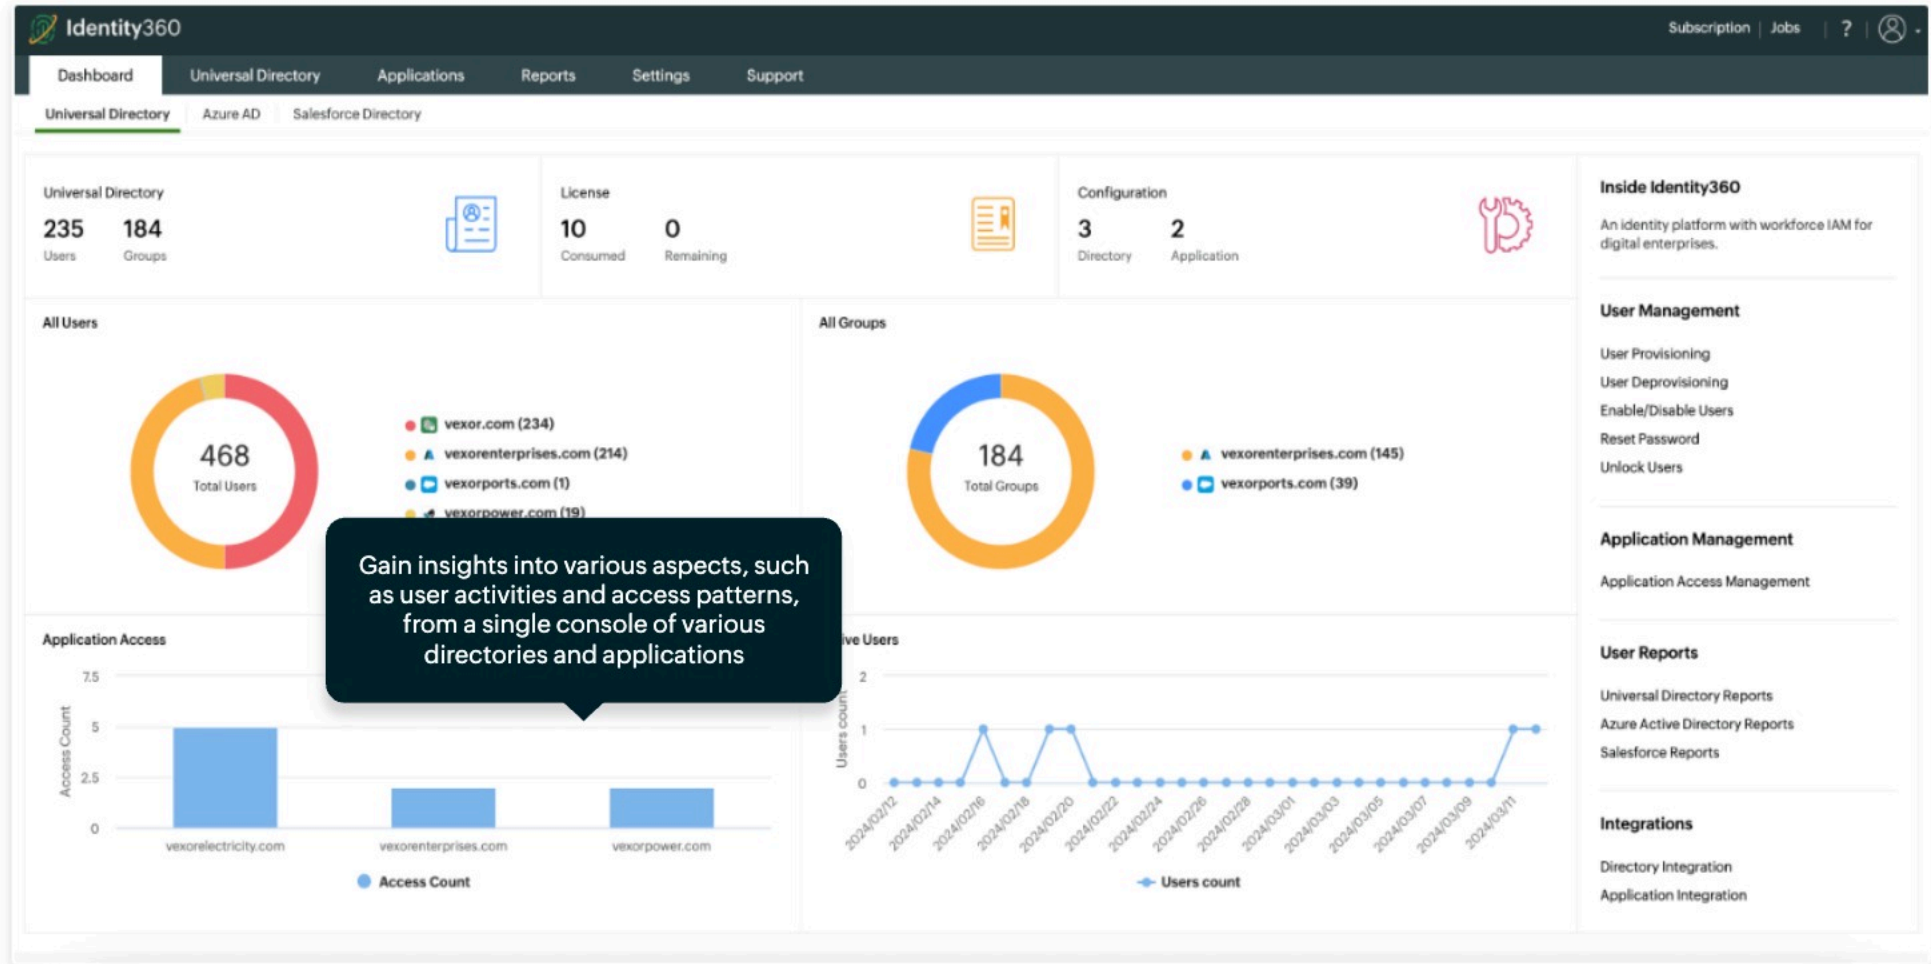 Identity360
Subscription | Jobs | ?
Dashboard Universal Directory Applications Reports Settings Support
Universal Directory Azure AD Salesforce Directory
Universal Directory
235 184
Users Groups
License
10 0
Consumed Remaining
Configuration
3 2
Directory Application
All Users
468
Total Users
vexor.com (234)
vexorenterprises.com (214)
vexorports.com (1)
vexorpower.com (19)
All Groups
184
Total Groups
vexorenterprises.com (145)
vexorports.com (39)
Gain insights into various aspects, such
as user activities and access patterns,
from a single console of various
directories and applications
Application Access
Access Count
7.5
5
2.5
0
vexorelectricity.com vexorenterprises.com vexorpower.com
Access Count
ive Users
Users count
2
1
0
2024/02/12 2024/02/14 2024/02/16 2024/02/18 2024/02/20 2024/02/22 2024/02/24 2024/02/26 2024/02/28 2024/03/01 2024/03/03 2024/03/05 2024/03/07 2024/03/09 2024/03/11
Users count
Inside Identity360
An identity platform with workforce IAM for
digital enterprises.
User Management
User Provisioning
User Deprovisioning
Enable/Disable Users
Reset Password
Unlock Users
Application Management
Application Access Management
User Reports
Universal Directory Reports
Azure Active Directory Reports
Salesforce Reports
Integrations
Directory Integration
Application Integration